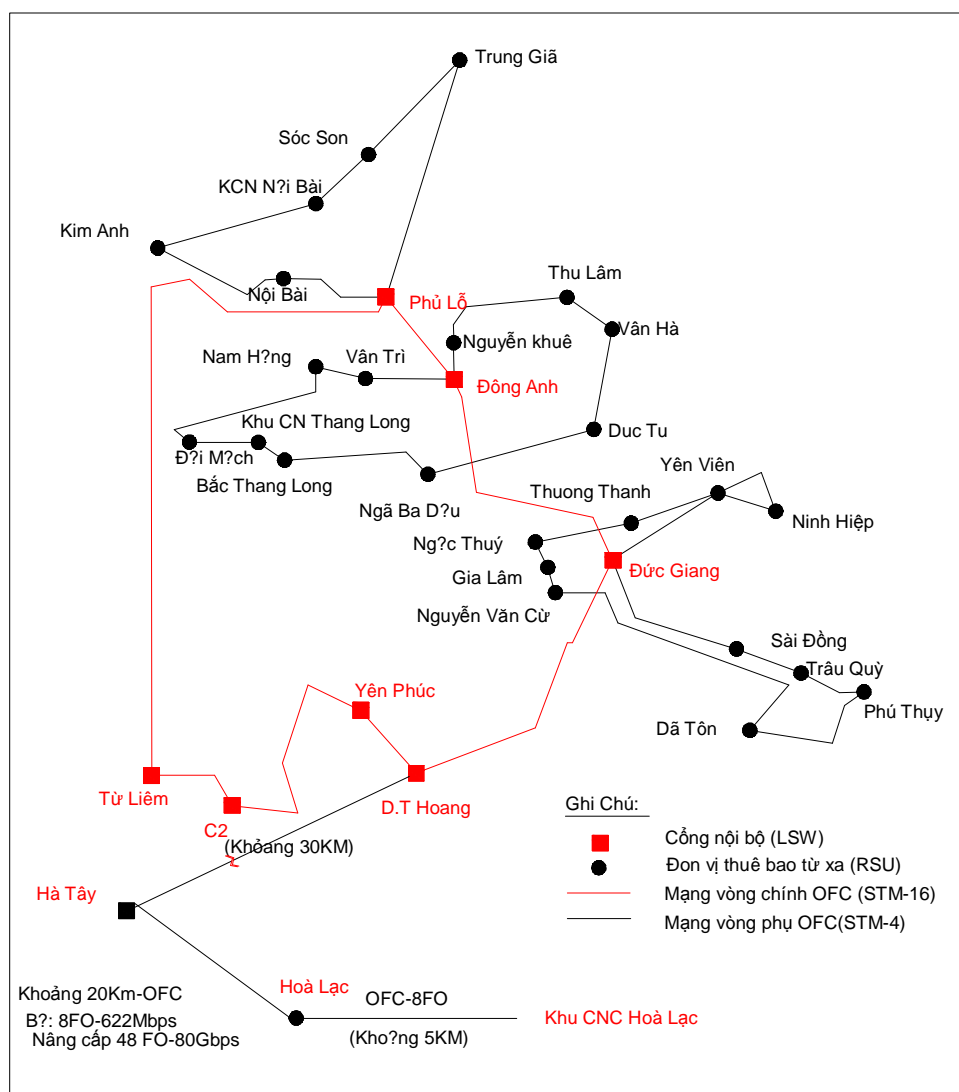 Trung Giã
Sóc Son
KCN N?i Bài
Kim Anh
Nội Bài
Phủ Lỗ
Thu Lâm
Vân Hà
Nguyễn khuê
Nam H?ng
Vân Trì
Đông Anh
Khu CN Thang Long
Đ?i M?ch
Bắc Thang Long
Duc Tu
Ngã Ba D?u
Yên Viên
Thuong Thanh
Ninh Hiệp
Ng?c Thuý
Đức Giang
Gia Lâm
Nguyễn Văn Cừ
Sài Đồng
Trâu Quỳ
Phú Thụy
Dã Tôn
Yên Phúc
Từ Liêm
C2
D.T Hoang
(Khoảng 30KM)
Hà Tây
Ghi Chú:
Cổng nội bộ (LSW)
Đon vị thuê bao từ xa (RSU)
Mạng vòng chính OFC (STM-16)
Mạng vòng phụ OFC(STM-4)
Khoảng 20Km-OFC
B?: 8FO-622Mbps
Nâng cấp 48 FO-80Gbps
Hoà Lạc
OFC-8FO
(Kho?ng 5KM)
Khu CNC Hoà Lạc